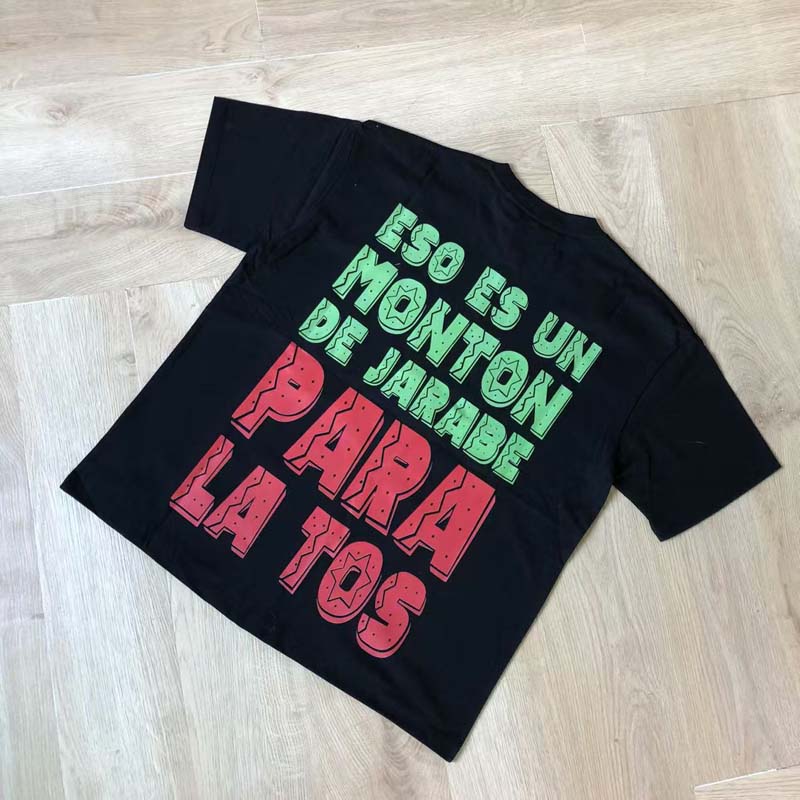 ESO ES UN
MONTON
DE JARABE
PARA
LA TOS